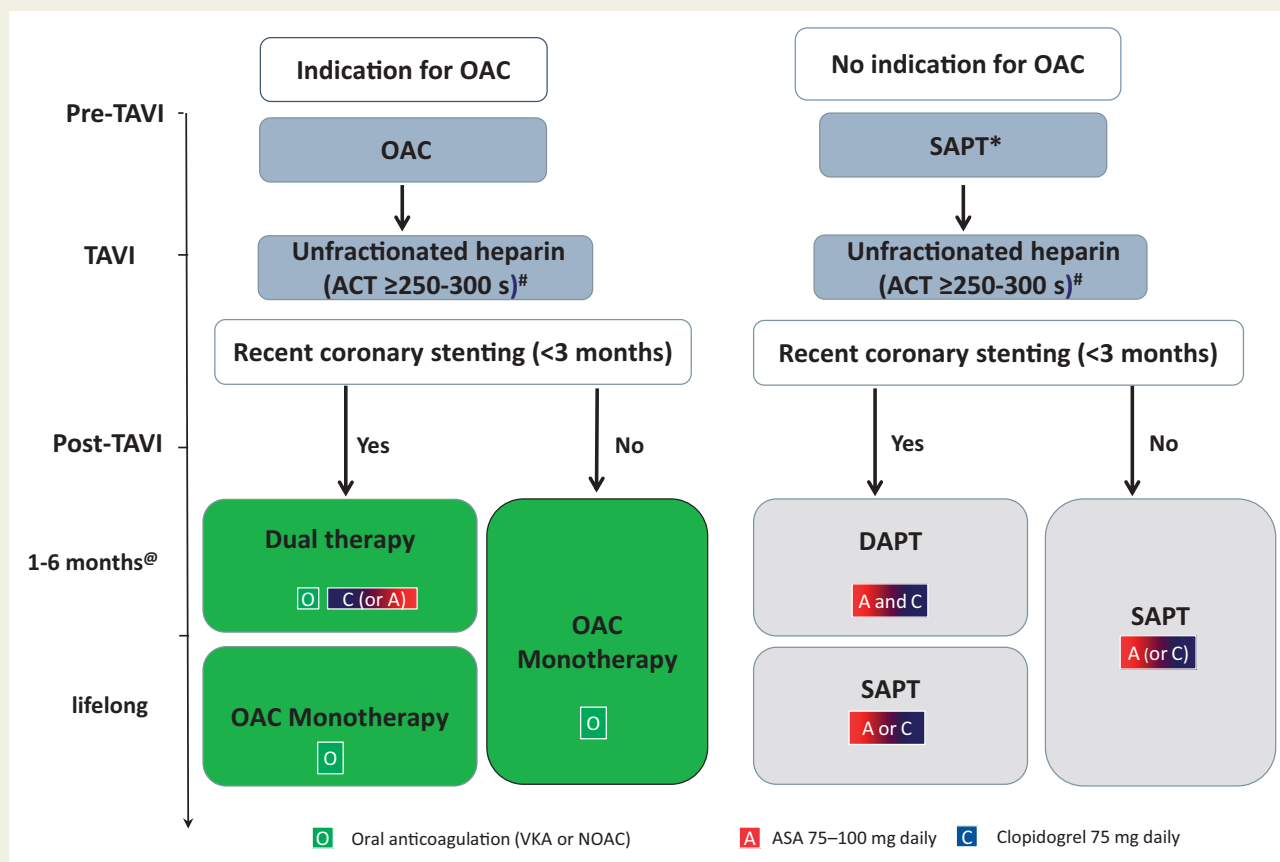 Indication for OAC
No indication for OAC
Pre-TAVI
OAC
SAPT*
TAVI
Unfractionated heparin
(ACT ≥250-300 s)#
Unfractionated heparin
(ACT ≥250-300 s)#
Recent coronary stenting (<3 months)
Recent coronary stenting (<3 months)
Post-TAVI
Yes
No
Yes
No
1-6 months@
Dual therapy
O
C (or A)
OAC
Monotherapy
O
DAPT
A and C
SAPT
A (or C)
lifelong
OAC Monotherapy
O
SAPT
A or C
O Oral anticoagulation (VKA or NOAC)
A ASA 75–100 mg daily
C Clopidogrel 75 mg daily